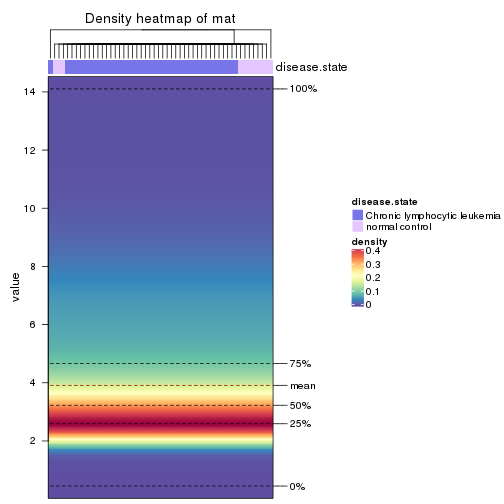 Density heatmap of mat
disease.state
14
12
10
8
6
4
2
value
100%
75%
mean
50%
25%
0%
disease.state
Chronic lymphocytic leukemia
normal control
density
0.4
0.3
0.2
0.1
0